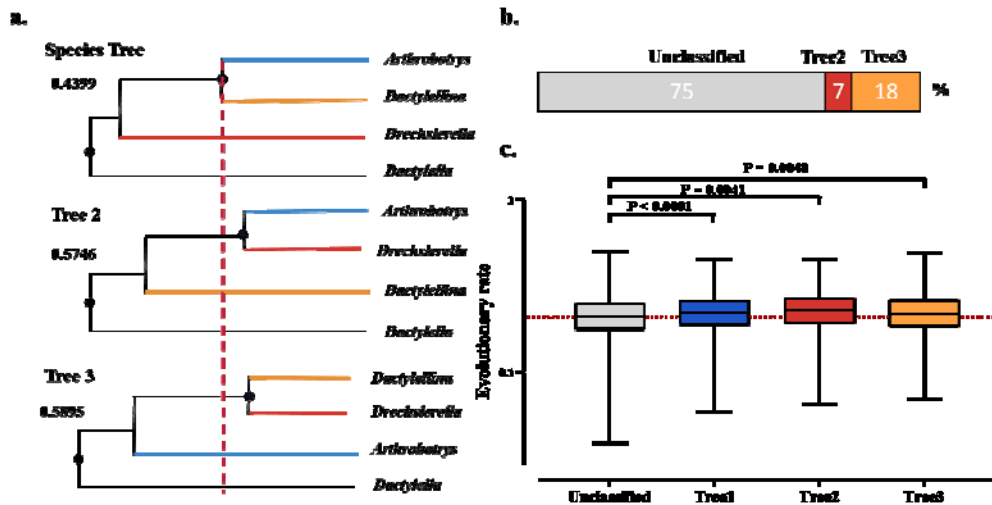 a.
Species Tree
0.4399
Arthrobotrys
Dactylellina
Drechslerella
Dactylella
Tree 2
0.5746
Arthrobotrys
Drechslerella
Dactylellina
Dactylella
Tree 3
0.5895
Dactylellina
Drechslerella
Arthrobotrys
Dactylella
b.
Unclassified Tree2 Tree3
75 7 18 %
c.
P = 0.0048
P = 0.0041
P < 0.0001
Evolutionary rate
1
0.1
Unclassified Tree1 Tree2 Tree3